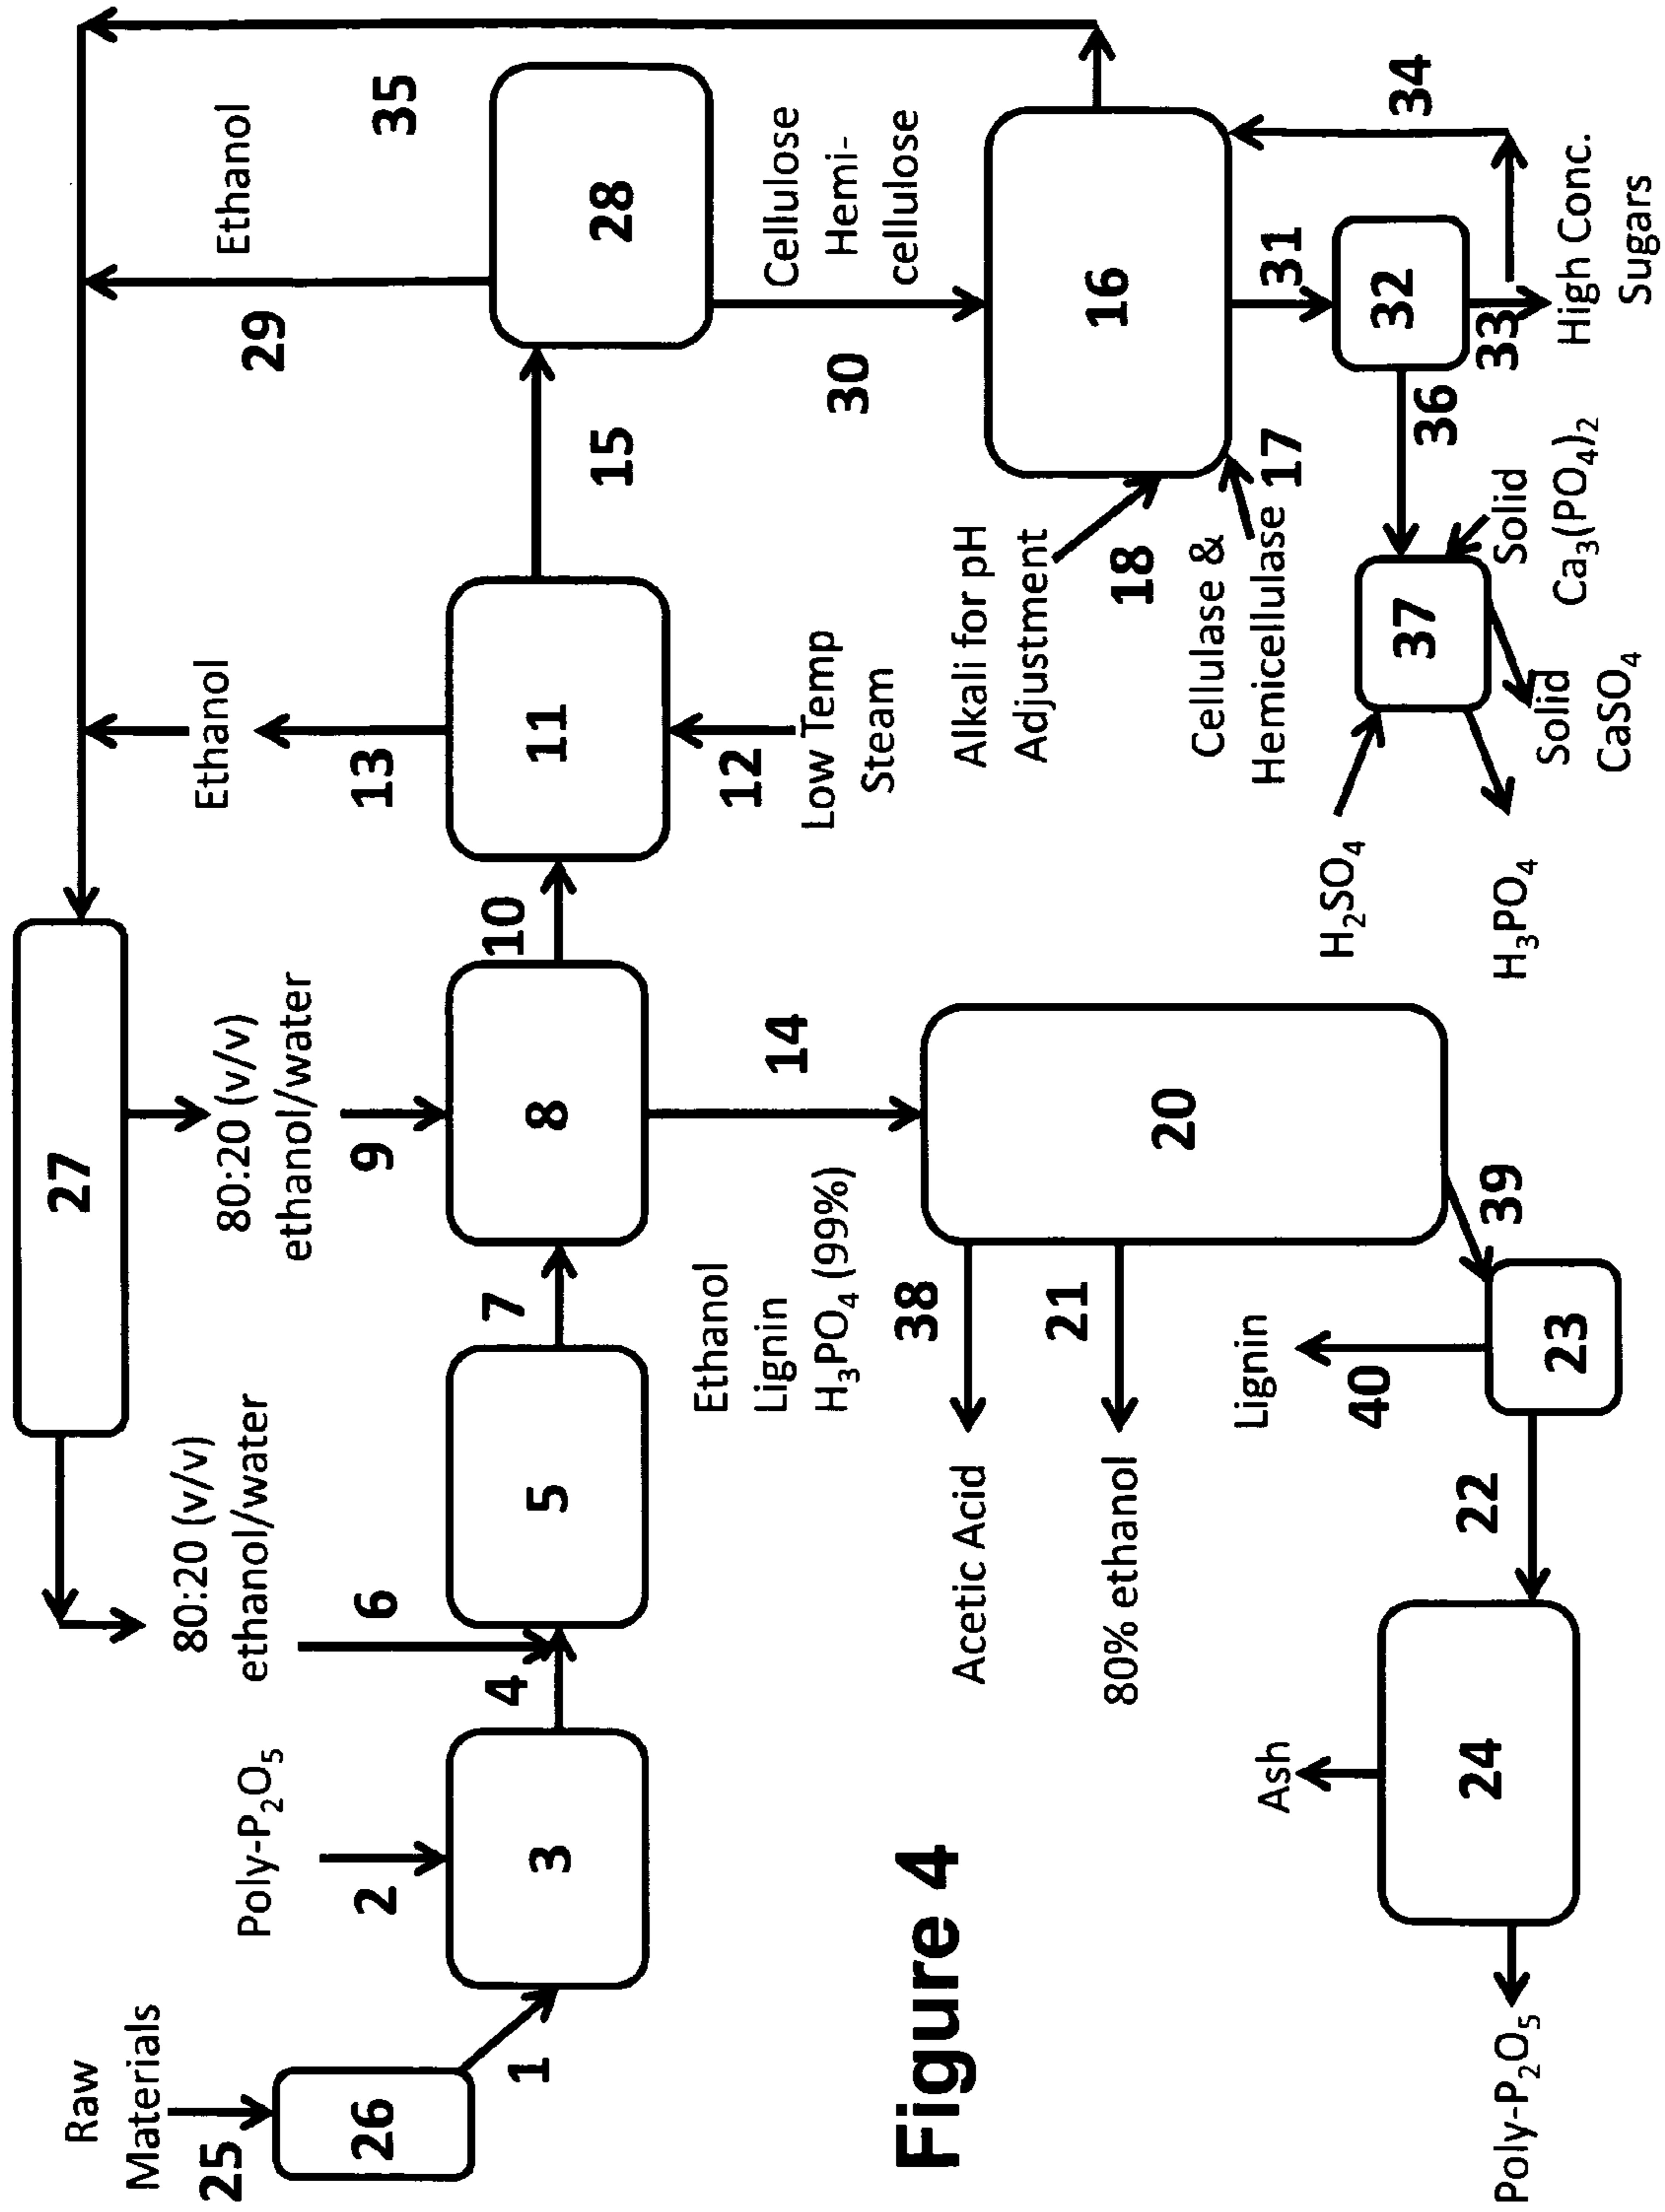 Raw
Materials
25
26
1
Poly-P₂O₅
2
3
4
80:20 (v/v)
ethanol/water
6
5
7
27
80:20 (v/v)
ethanol/water
9
8
10
Ethanol
13
11
12
Low Temp
Steam
15
Ethanol
29
35
28
30
Cellulose
Hemi-
cellulose
Ethanol
Lignin
H₃PO₄ (99%)
14
20
38
Acetic Acid
21
80% ethanol
39
23
Lignin
40
22
24
Ash
Poly-P₂O₅
Alkali for pH
Adjustment
18
Cellulase &
Hemicellulase
17
16
31
32
33
34
High Conc.
Sugars
36
37
Solid
Ca₃(PO₄)₂
H₂SO₄
H₃PO₄
Solid
CaSO₄
Figure 4